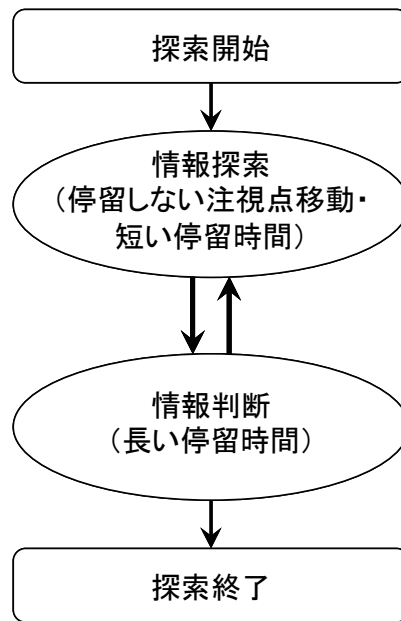 探索開始
情報探索
（停留しない注視点移動・
短い停留時間）
情報判断
（長い停留時間）
探索終了